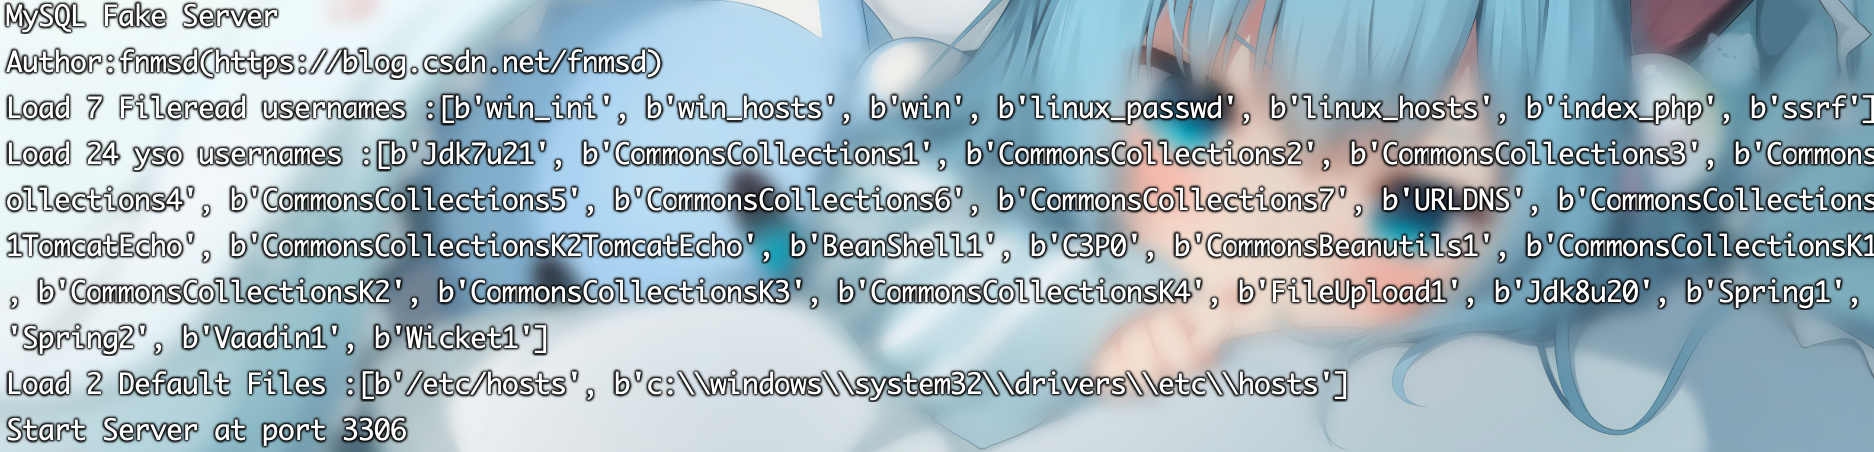 MySQL Fake Server
Author:fnmsd(https://blog.csdn.net/fnmsd)
Load 7 Fileread usernames :[b'win_ini', b'win_hosts', b'win', b'linux_passwd', b'linux_hosts', b'index_php', b'ssrf']
Load 24 yso usernames :[b'Jdk7u21', b'CommonsCollections1', b'CommonsCollections2', b'CommonsCollections3', b'Commons
ollections4', b'CommonsCollections5', b'CommonsCollections6', b'CommonsCollections7', b'URLDNS', b'CommonsCollections
1TomcatEcho', b'CommonsCollectionsK2TomcatEcho', b'BeanShell1', b'C3P0', b'CommonsBeanutils1', b'CommonsCollectionsK1
, b'CommonsCollectionsK2', b'CommonsCollectionsK3', b'CommonsCollectionsK4', b'FileUpload1', b'Jdk8u20', b'Spring1',
'Spring2', b'Vaadin1', b'Wicket1']
Load 2 Default Files :[b'/etc/hosts', b'c:\\windows\\system32\\drivers\\etc\\hosts']
Start Server at port 3306